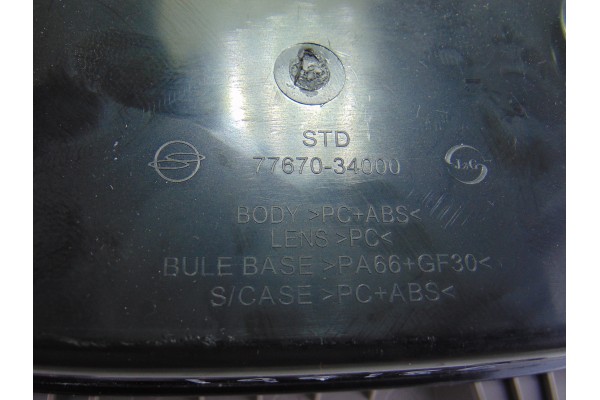 STD
77670-34000
BODY >PC+ABS<
LENS >PC<
BULE BASE >PA66+GF30<
S/CASE >PC+ABS<